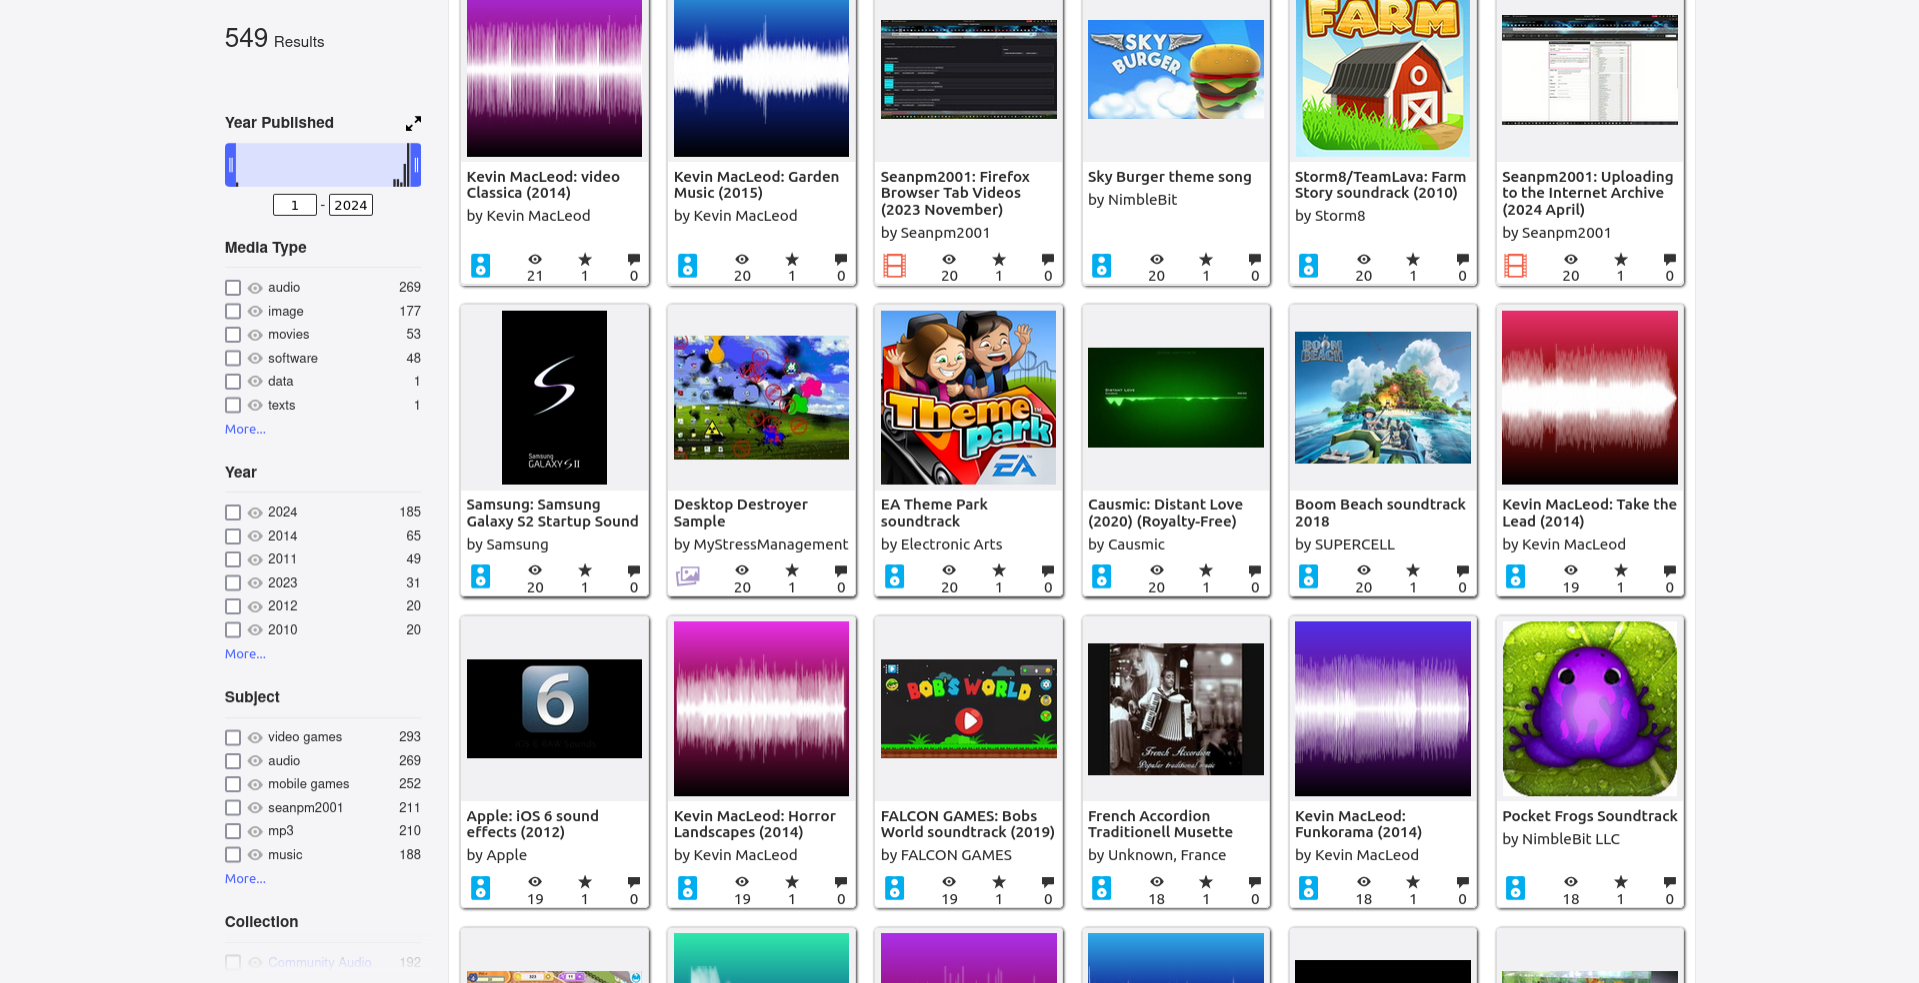 549 Results
Year Published
1 - 2024
Media Type
audio 269
image 177
movies 53
software 48
data 1
texts 1
More...
Year
2024 185
2014 65
2011 49
2023 31
2012 20
2010 20
More...
Subject
video games 293
audio 269
mobile games 252
seanpm2001 211
mp3 210
music 188
More...
Collection
Community Audio 192
Kevin MacLeod: video
Classica (2014)
by Kevin MacLeod
21 1 0
Kevin MacLeod: Garden
Music (2015)
by Kevin MacLeod
20 1 0
Seanpm2001: Firefox
Browser Tab Videos
(2023 November)
by Seanpm2001
20 1 0
SKY
BURGER
Sky Burger theme song
by NimbleBit
20 1 0
FARM
Storm8/TeamLava: Farm
Story soundrack (2010)
by Storm8
20 1 0
Seanpm2001: Uploading
to the Internet Archive
(2024 April)
by Seanpm2001
20 1 0
Samsung
GALAXY S II
Samsung: Samsung
Galaxy S2 Startup Sound
by Samsung
20 1 0
Desktop Destroyer
Sample
by MyStressManagement
20 1 0
Theme
park
EA
EA Theme Park
soundtrack
by Electronic Arts
20 1 0
DISTANT LOVE
Causmic: Distant Love
(2020) (Royalty-Free)
by Causmic
20 1 0
BOOM
BEACH
Boom Beach soundtrack
2018
by SUPERCELL
20 1 0
Kevin MacLeod: Take the
Lead (2014)
by Kevin MacLeod
19 1 0
6
iOS 6 RAW Sounds
Apple: iOS 6 sound
effects (2012)
by Apple
19 1 0
Kevin MacLeod: Horror
Landscapes (2014)
by Kevin MacLeod
19 1 0
BOB'S WORLD
FALCON GAMES: Bobs
World soundtrack (2019)
by FALCON GAMES
19 1 0
French Accordion
Popular traditional music
French Accordion
Traditionell Musette
by Unknown, France
18 1 0
Kevin MacLeod:
Funkorama (2014)
by Kevin MacLeod
18 1 0
Pocket Frogs Soundtrack
by NimbleBit LLC
18 1 0